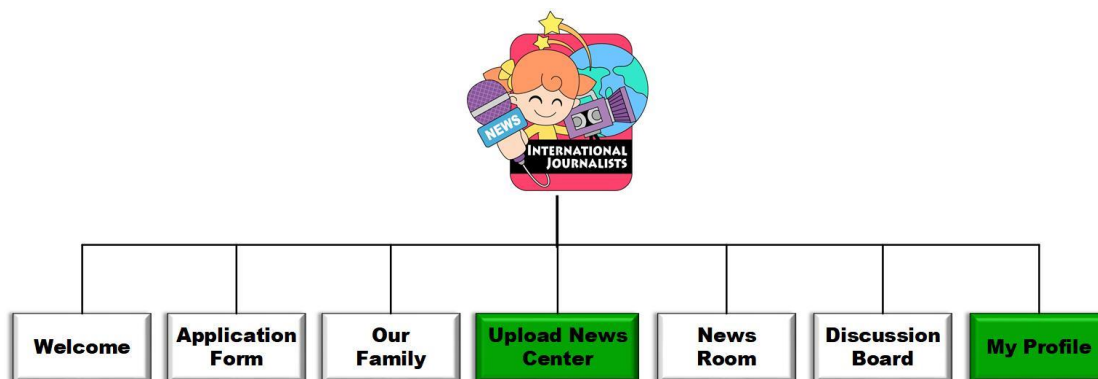 NEWS
INTERNATIONAL
JOURNALISTS
Welcome
Application
Form
Our
Family
Upload News
Center
News
Room
Discussion
Board
My Profile